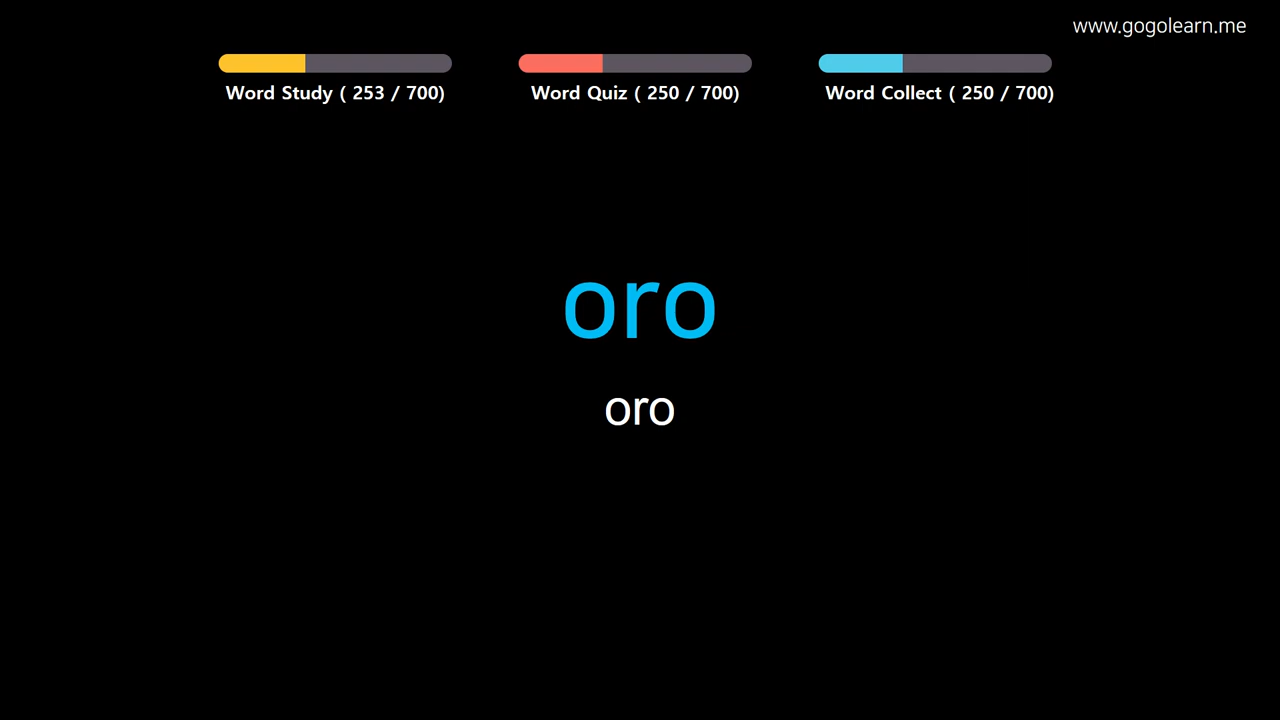 www.gogolearn.me
Word Study ( 253 / 700)
Word Quiz ( 250 / 700)
Word Collect ( 250 / 700)
oro
oro